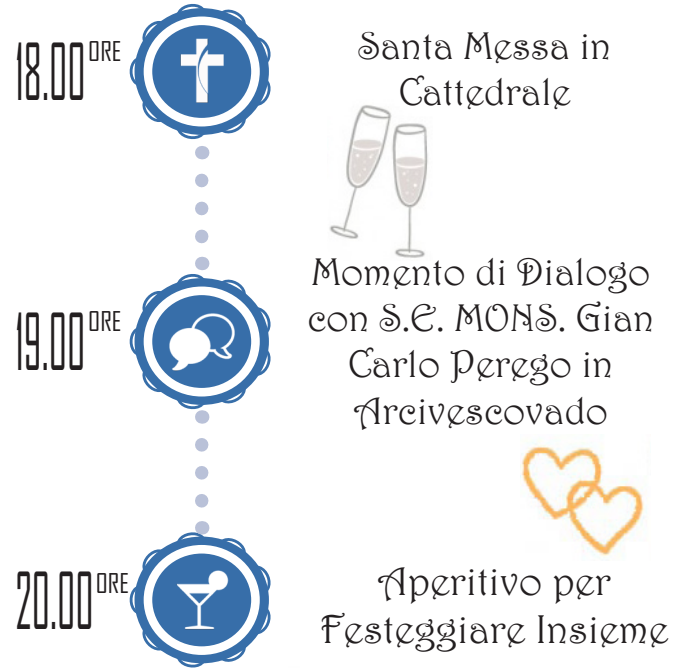 18.00 ORE
Santa Messa in
Cattedrale
19.00 ORE
Momento di Dialogo
con S.E. MONS. Gian
Carlo Perego in
Arcivescovado
20.00 ORE
Aperitivo per
Festeggiare Insieme